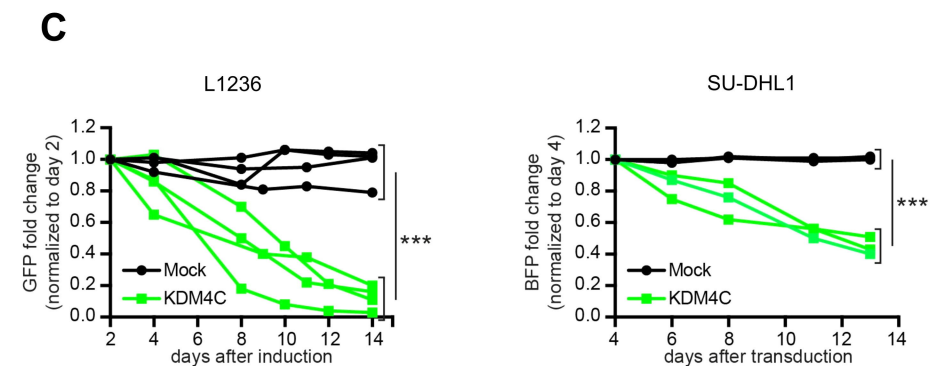 C
L1236
GFP fold change
(normalized to day 2)
1.2
1.0
0.8
0.6
0.4
0.2
0.0
Mock
KDM4C
***
2 4 6 8 10 12 14
days after induction
SU-DHL1
BFP fold change
(normalized to day 4)
1.2
1.0
0.8
0.6
0.4
0.2
0.0
Mock
KDM4C
***
4 6 8 10 12 14
days after transduction